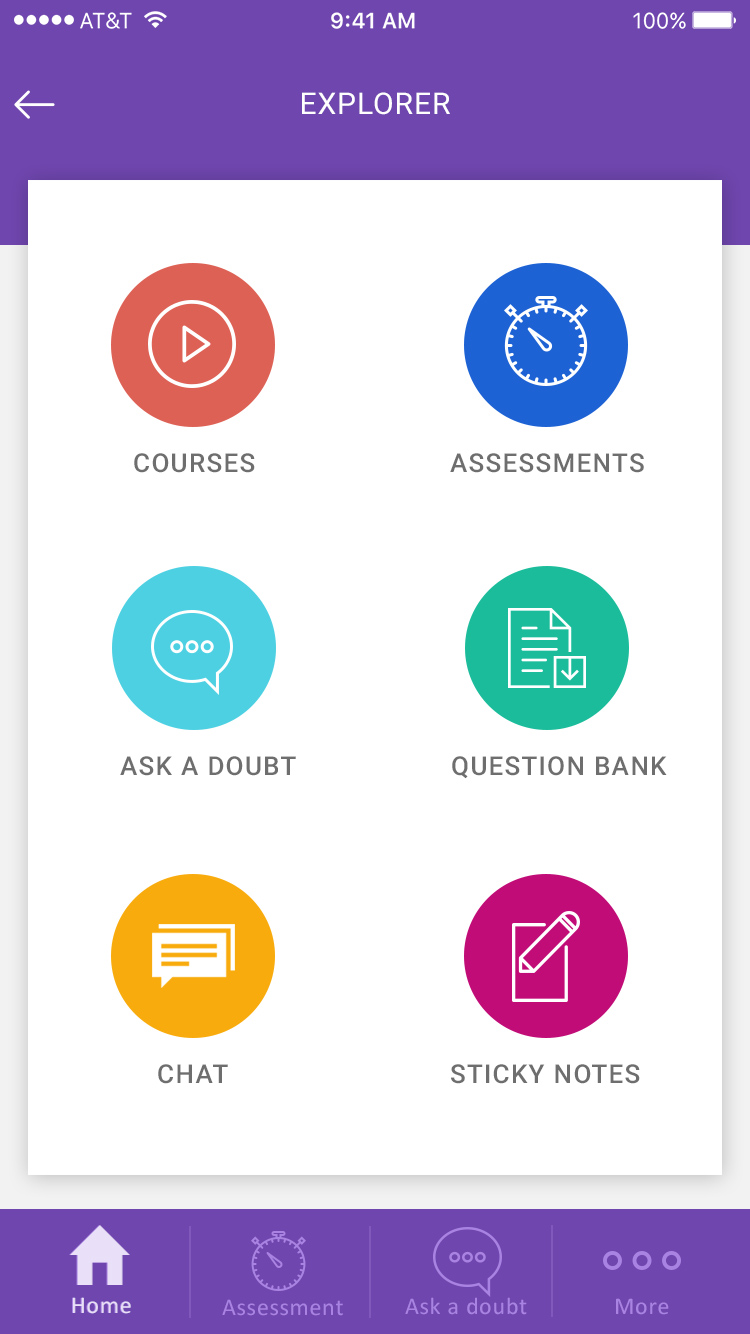 AT&T 9:41 AM 100%
EXPLORER
COURSES ASSESSMENTS
ASK A DOUBT QUESTION BANK
CHAT STICKY NOTES
Home Assessment Ask a doubt More